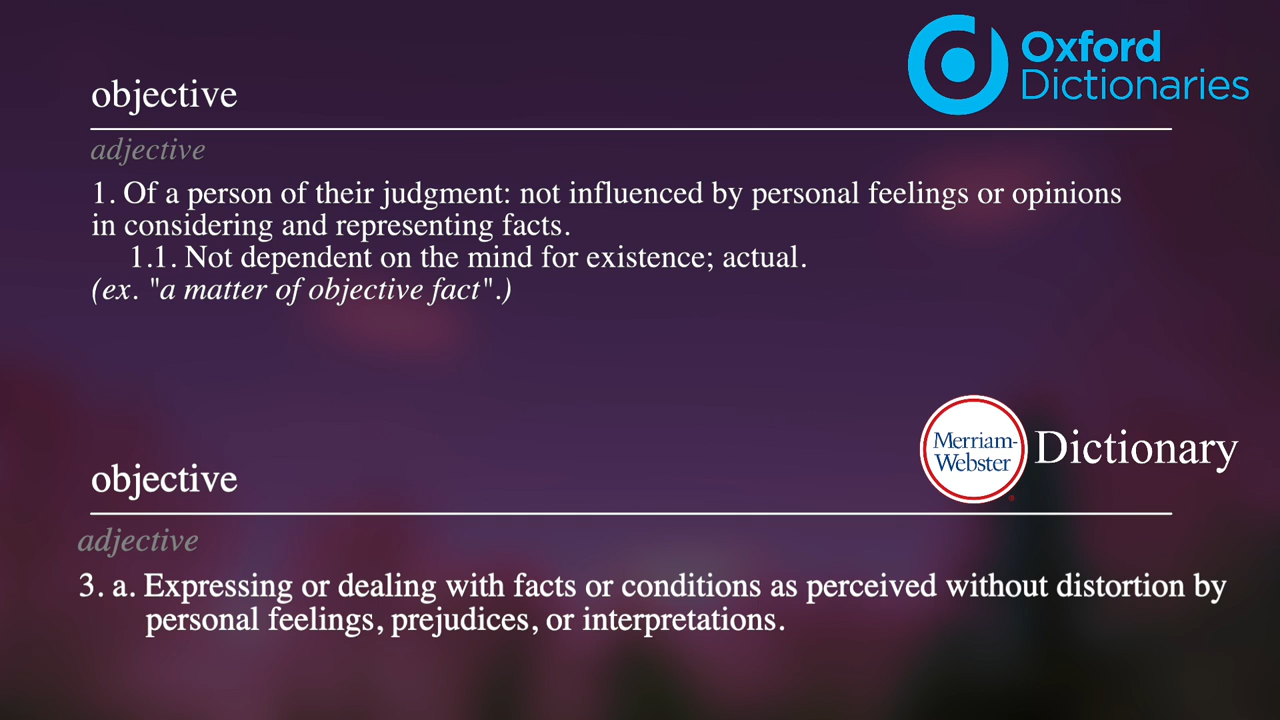 Oxford
Dictionaries
objective
adjective
1. Of a person of their judgment: not influenced by personal feelings or opinions
in considering and representing facts.
1.1. Not dependent on the mind for existence; actual.
(ex. "a matter of objective fact".)
Merriam-
Webster
Dictionary
objective
adjective
3. a. Expressing or dealing with facts or conditions as perceived without distortion by
personal feelings, prejudices, or interpretations.